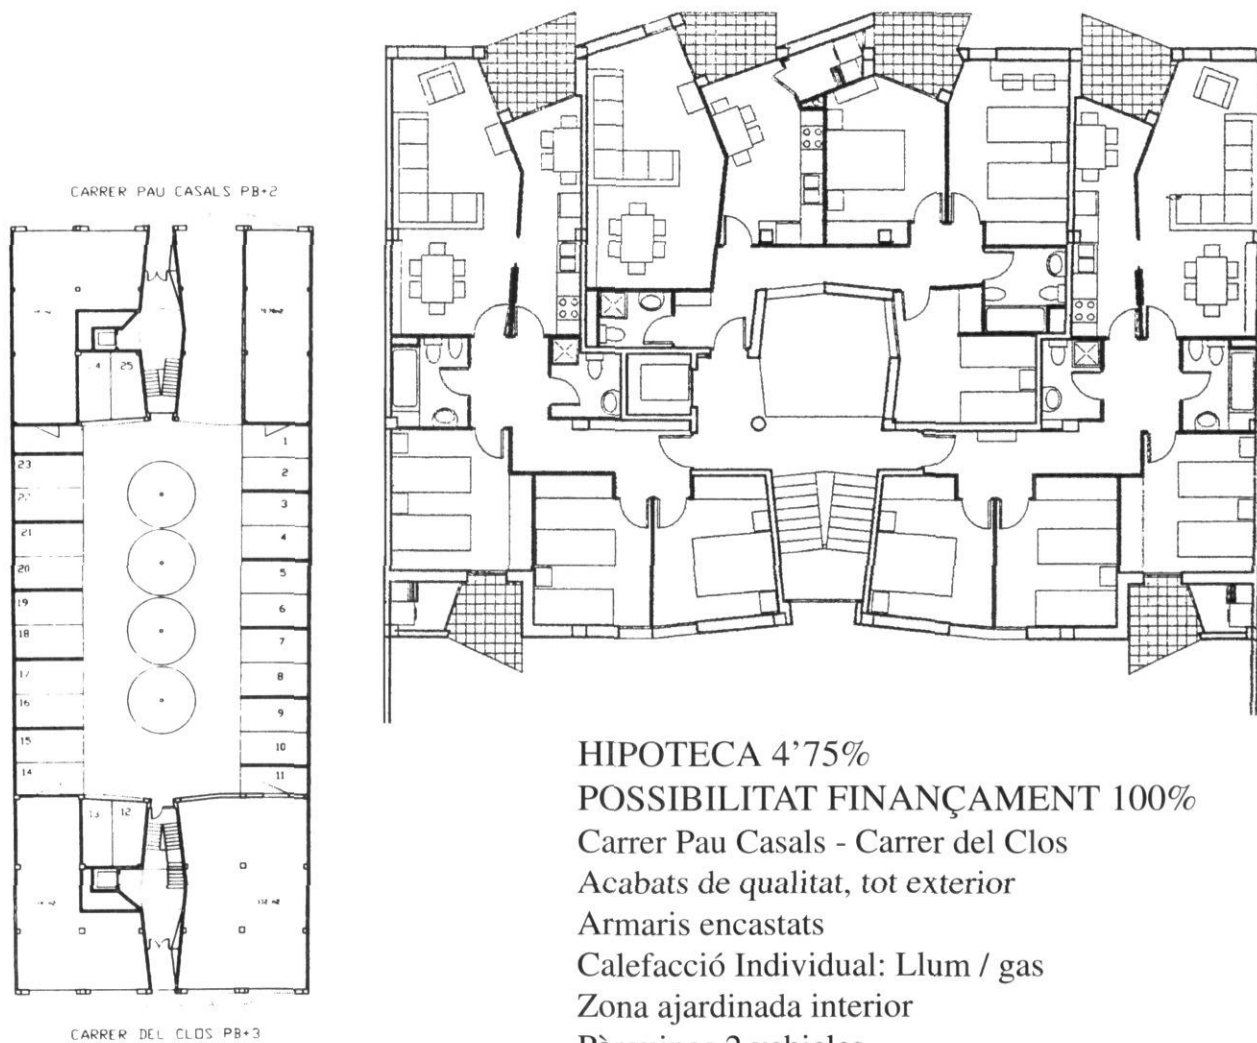 CARRER PAU CASALS PB+2
4 25
1
23
2
3
21
4
20
5
19
6
18
7
17
8
16
9
15
10
14
11
13 12
CARRER DEL CLOS PB+3
HIPOTECA 4'75%
POSSIBILITAT FINANÇAMENT 100%
Carrer Pau Casals - Carrer del Clos
Acabats de qualitat, tot exterior
Armaris encastats
Calefacció Individual: Llum / gas
Zona ajardinada interior